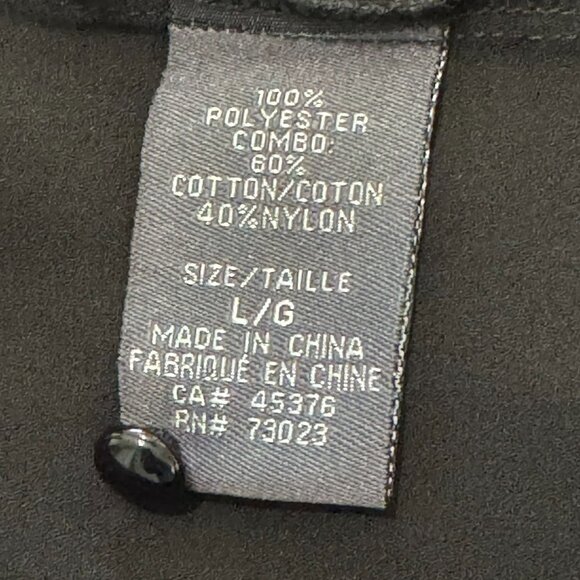 100%
POLYESTER
COMBO:
60%
COTTON/COTON
40%NYLON
SIZE/TAILLE
L/G
MADE IN CHINA
FABRIQUÉ EN CHINE
CA# 45376
RN# 73023